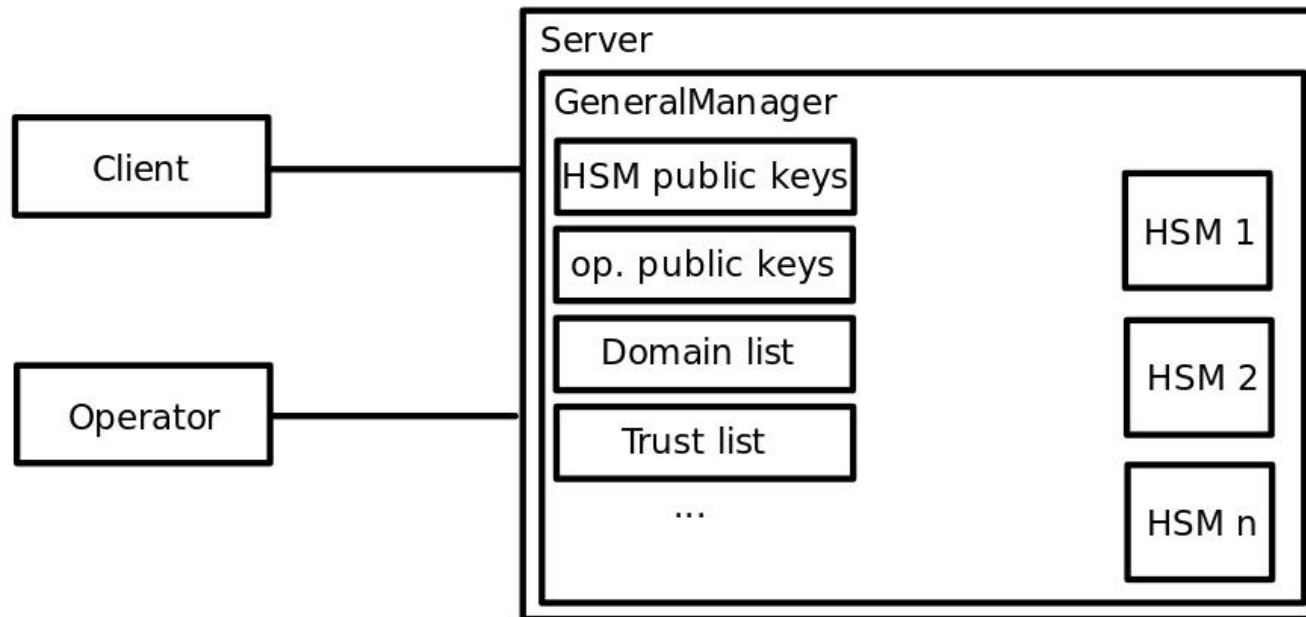 Server
GeneralManager
Client
HSM public keys
op. public keys
Domain list
Operator
Trust list
...
HSM 1
HSM 2
HSM n